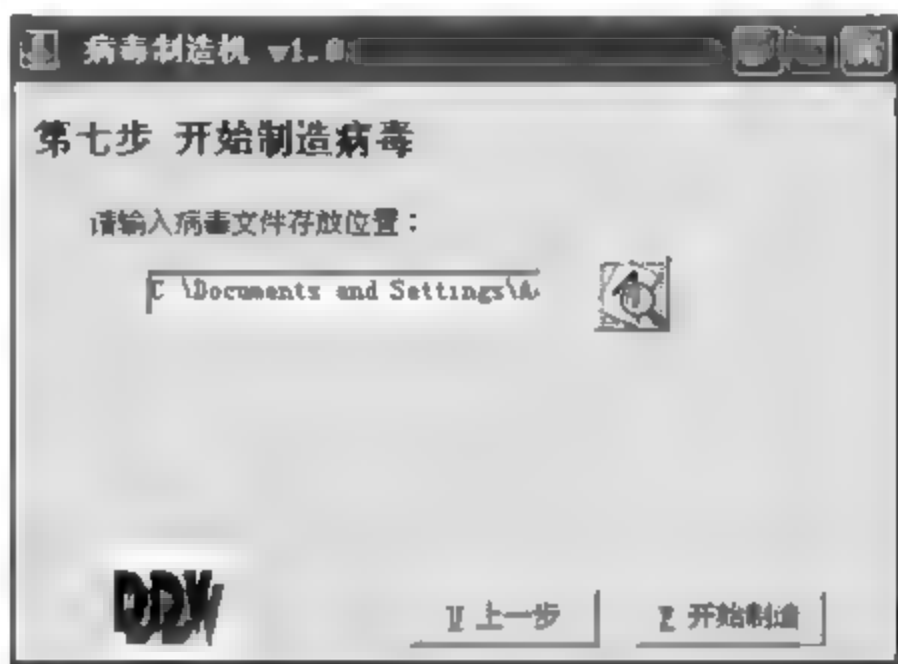 病毒制造机 v1.0
第七步 开始制造病毒
请输入病毒文件存放位置：
C \Documents and Settings\A
上一步
开始制造